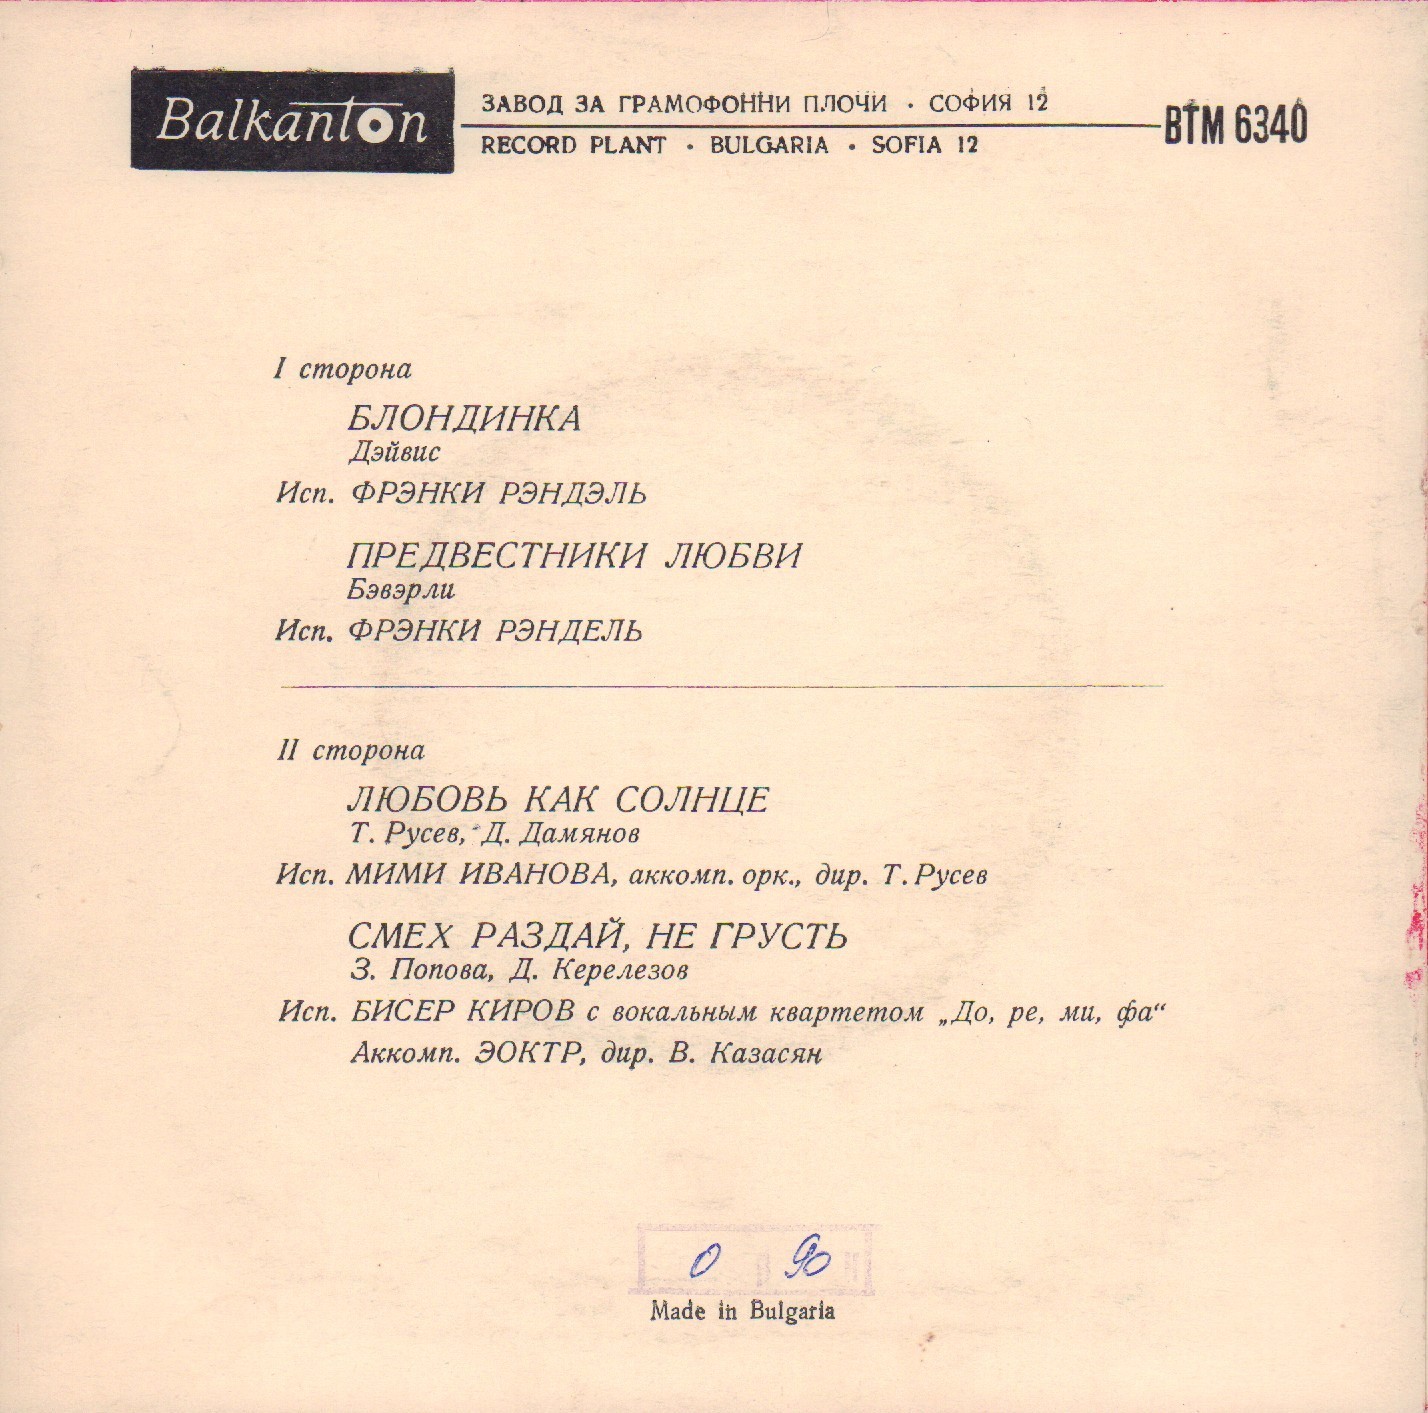 Balkanton
ЗАВОД ЗА ГРАМОФОННИ ПЛОЧИ · СОФИЯ 12
RECORD PLANT · BULGARIA · SOFIA 12
ВТМ 6340
I сторона
БЛОНДИНКА
Дэйвис
Исп. ФРЭНКИ РЭНДЭЛЬ
ПРЕДВЕСТНИКИ ЛЮБВИ
Бэвэрли
Исп. ФРЭНКИ РЭНДЕЛЬ
II сторона
ЛЮБОВЬ КАК СОЛНЦЕ
Т. Русев, Д. Дамянов
Исп. МИМИ ИВАНОВА, аккомп. орк., дир. Т. Русев
СМЕХ РАЗДАЙ, НЕ ГРУСТЬ
З. Попова, Д. Керелезов
Исп. БИСЕР КИРОВ с вокальным квартетом „До, ре, ми, фа“
Аккомп. ЭОКТР, дир. В. Казасян
0 90
Made in Bulgaria